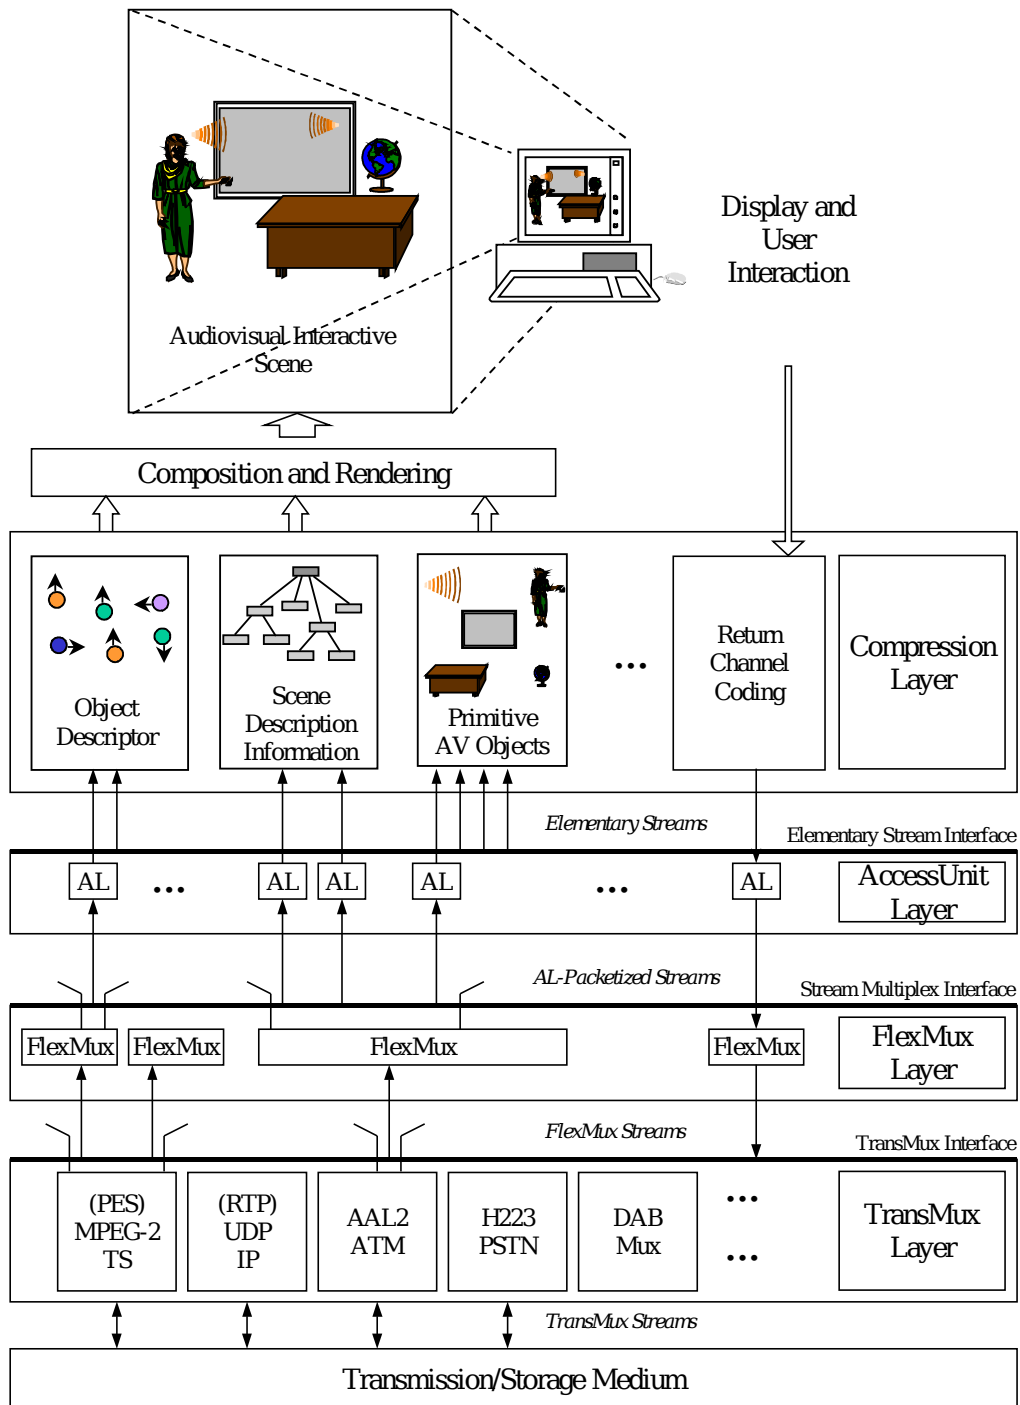 Display and
User
Interaction
Audiovisual Interactive
Scene
Composition and Rendering
Object
Descriptor
Scene
Description
Information
Primitive
AV Objects
...
Return
Channel
Coding
Compression
Layer
Elementary Streams
Elementary Stream Interface
AL
...
AL
AL
AL
...
AL
AccessUnit
Layer
AL-Packetized Streams
Stream Multiplex Interface
FlexMux
FlexMux
FlexMux
FlexMux
FlexMux
Layer
FlexMux Streams
TransMux Interface
(PES)
MPEG-2
TS
(RTP)
UDP
IP
AAL2
ATM
H223
PSTN
DAB
Mux
...
...
TransMux
Layer
TransMux Streams
Transmission/Storage Medium